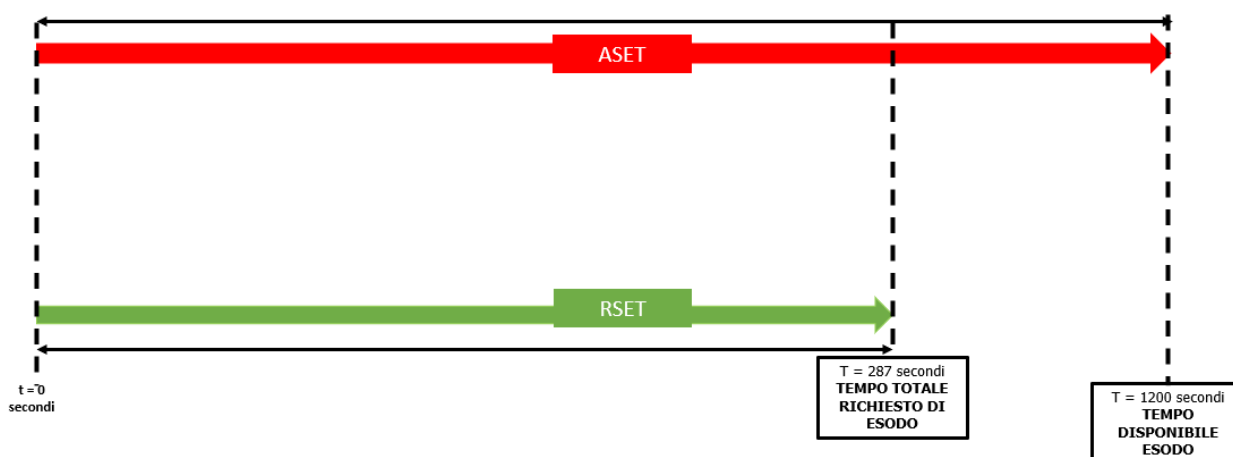 ASET
RSET
t = 0
secondi
T = 287 secondi
TEMPO TOTALE
RICHIESTO DI
ESODO
T = 1200 secondi
TEMPO
DISPONIBILE
ESODO